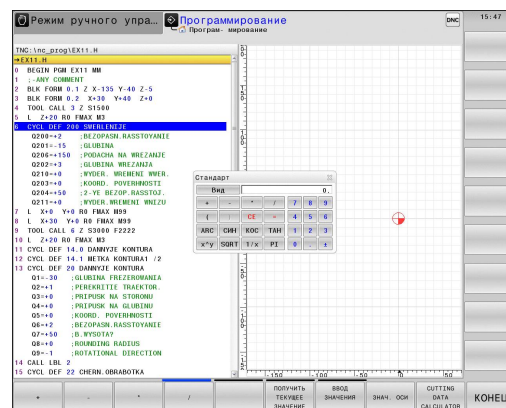 Режим ручного упра...
Программирование
Програм- мирование
DNC
15:47
TNC:\nc_prog\EX11.H
→EX11.H
0 BEGIN PGM EX11 MM
1 ;-ANY COMMENT
2 BLK FORM 0.1 Z X-135 Y-40 Z-5
3 BLK FORM 0.2 X+30 Y+40 Z+0
4 TOOL CALL 3 Z S1500
5 L Z+20 R0 FMAX M3
6 CYCL DEF 200 SWERLENIJE
Q200=+2 ;BEZOPASN.RASSTOYANIE
Q201=-15 ;GLUBINA
Q206=+150 ;PODACHA NA WREZANJE
Q202=+3 ;GLUBINA WREZANJA
Q210=+0 ;WYDER. WREMENI WWER.
Q203=+0 ;KOORD. POVERHNOSTI
Q204=+50 ;2-YE BEZOP.RASSTOJ.
Q211=+0 ;WYDER.WREMENI WNIZU
7 L X+0 Y+0 R0 FMAX M99
8 L X+30 Y+0 R0 FMAX M99
9 TOOL CALL 6 Z S3000 F2222
10 L Z+20 R0 FMAX M3
11 CYCL DEF 14.0 DANNYJE KONTURA
12 CYCL DEF 14.1 METKA KONTURA1 /2
13 CYCL DEF 20 DANNYJE KONTURA
Q1=-30 ;GLUBINA FREZEROWANIA
Q2=+1 ;PEREKRITIE TRAEKTOR.
Q3=+0 ;PRIPUSK NA STORONU
Q4=+0 ;PRIPUSK NA GLUBINU
Q5=+0 ;KOORD. POVERHNOSTI
Q6=+2 ;BEZOPASN.RASSTOYANIE
Q7=+50 ;B.WYSOTA?
Q8=+0 ;ROUNDING RADIUS
Q9=-1 ;ROTATIONAL DIRECTION
14 CALL LBL 2
15 CYCL DEF 22 CHERN.OBRABOTKA
Стандарт
Вид 0.
+ - * / 7 8 9
( ) CE = 4 5 6
ARC СИН КОС ТАН 1 2 3
x^y SQRT 1/x PI 0 . ±
-150 -100 -50 0 50
+ - * /
ПОЛУЧИТЬ ТЕКУЩЕЕ ЗНАЧЕНИЕ
ВВОД ЗНАЧЕНИЯ
ЗНАЧ. ОСИ
CUTTING DATA CALCULATOR
КОНЕЦ